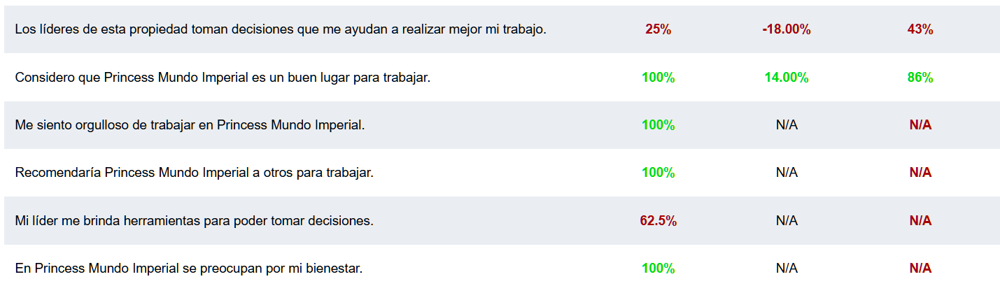 Los líderes de esta propiedad toman decisiones que me ayudan a realizar mejor mi trabajo. 25% -18.00% 43%
Considero que Princess Mundo Imperial es un buen lugar para trabajar. 100% 14.00% 86%
Me siento orgulloso de trabajar en Princess Mundo Imperial. 100% N/A N/A
Recomendaría Princess Mundo Imperial a otros para trabajar. 100% N/A N/A
Mi líder me brinda herramientas para poder tomar decisiones. 62.5% N/A N/A
En Princess Mundo Imperial se preocupan por mi bienestar. 100% N/A N/A